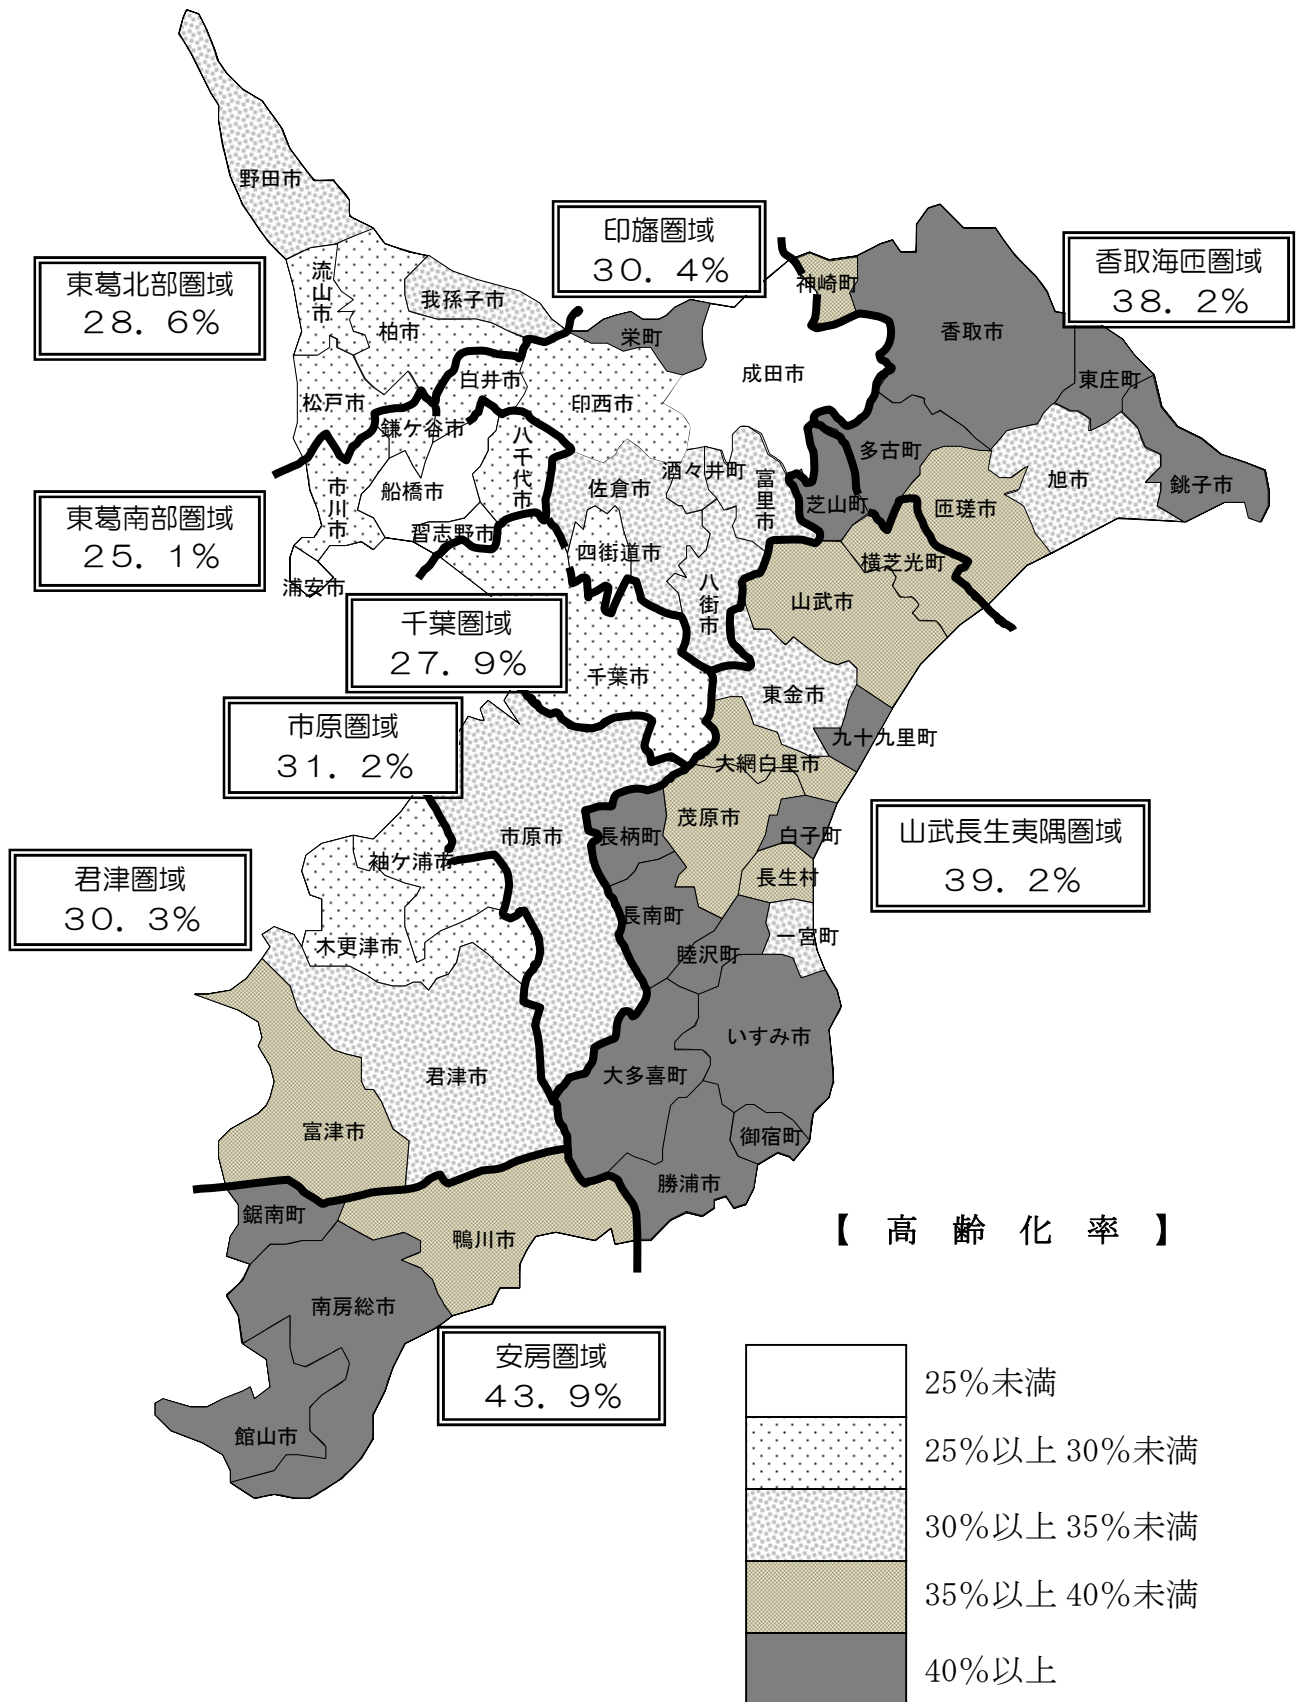 野田市
印旛圏域
30．4％
香取海匝圏域
38．2％
東葛北部圏域
28．6％
流山市
我孫子市
柏市
栄町
神崎町
香取市
成田市
東庄町
白井市
印西市
松戸市
鎌ケ谷市
八千代市
船橋市
市川市
習志野市
浦安市
佐倉市
酒々井町
富里市
四街道市
八街市
芝山町
多古町
匝瑳市
旭市
銚子市
横芝光町
山武市
東葛南部圏域
25．1％
千葉圏域
27．9％
千葉市
東金市
九十九里町
大網白里市
市原圏域
31．2％
市原市
長柄町
茂原市
白子町
長生村
山武長生夷隅圏域
39．2％
君津圏域
30．3％
袖ケ浦市
木更津市
長南町
睦沢町
一宮町
いすみ市
大多喜町
君津市
富津市
御宿町
勝浦市
鋸南町
鴨川市
南房総市
館山市
安房圏域
43．9％
【 高 齢 化 率 】
25％未満
25％以上 30％未満
30％以上 35％未満
35％以上 40％未満
40％以上